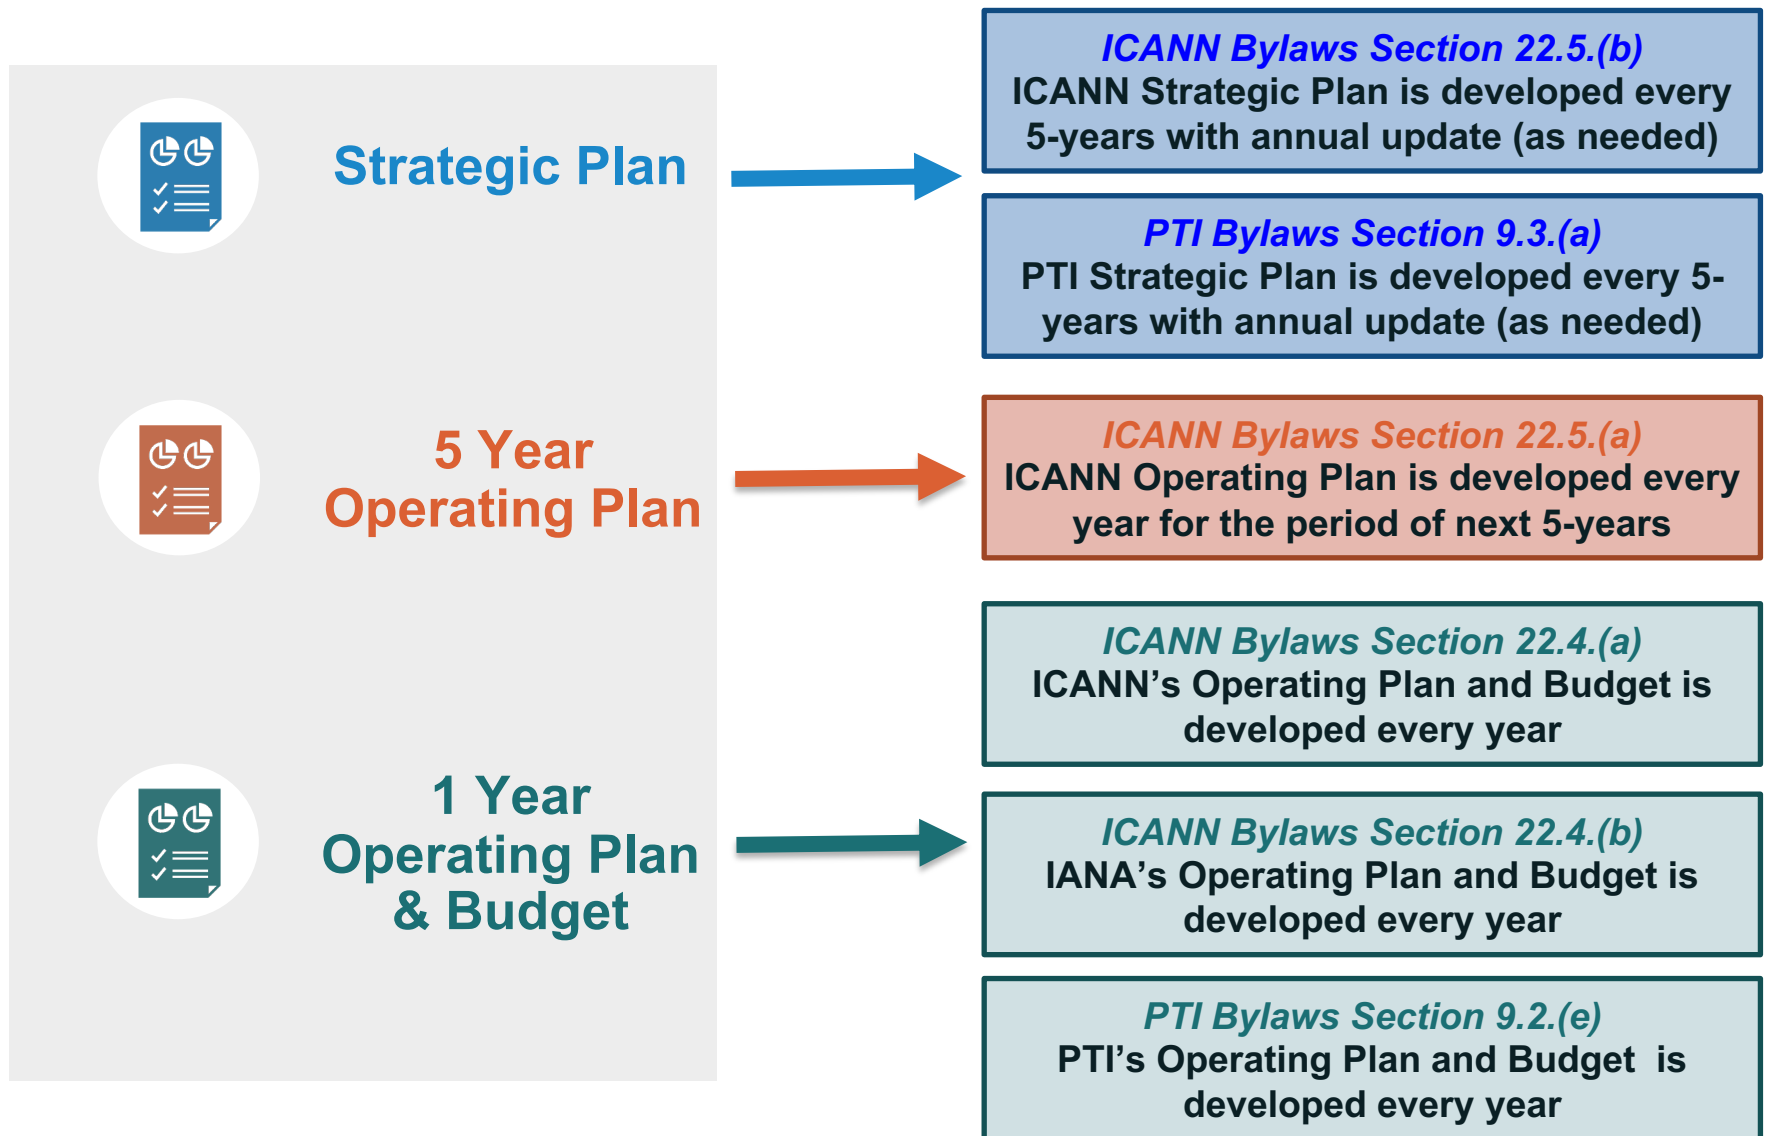 Strategic Plan
ICANN Bylaws Section 22.5.(b)
ICANN Strategic Plan is developed every
5-years with annual update (as needed)
PTI Bylaws Section 9.3.(a)
PTI Strategic Plan is developed every 5-
years with annual update (as needed)
5 Year
Operating Plan
ICANN Bylaws Section 22.5.(a)
ICANN Operating Plan is developed every
year for the period of next 5-years
1 Year
Operating Plan
& Budget
ICANN Bylaws Section 22.4.(a)
ICANN’s Operating Plan and Budget is
developed every year
ICANN Bylaws Section 22.4.(b)
IANA’s Operating Plan and Budget is
developed every year
PTI Bylaws Section 9.2.(e)
PTI’s Operating Plan and Budget  is
developed every year